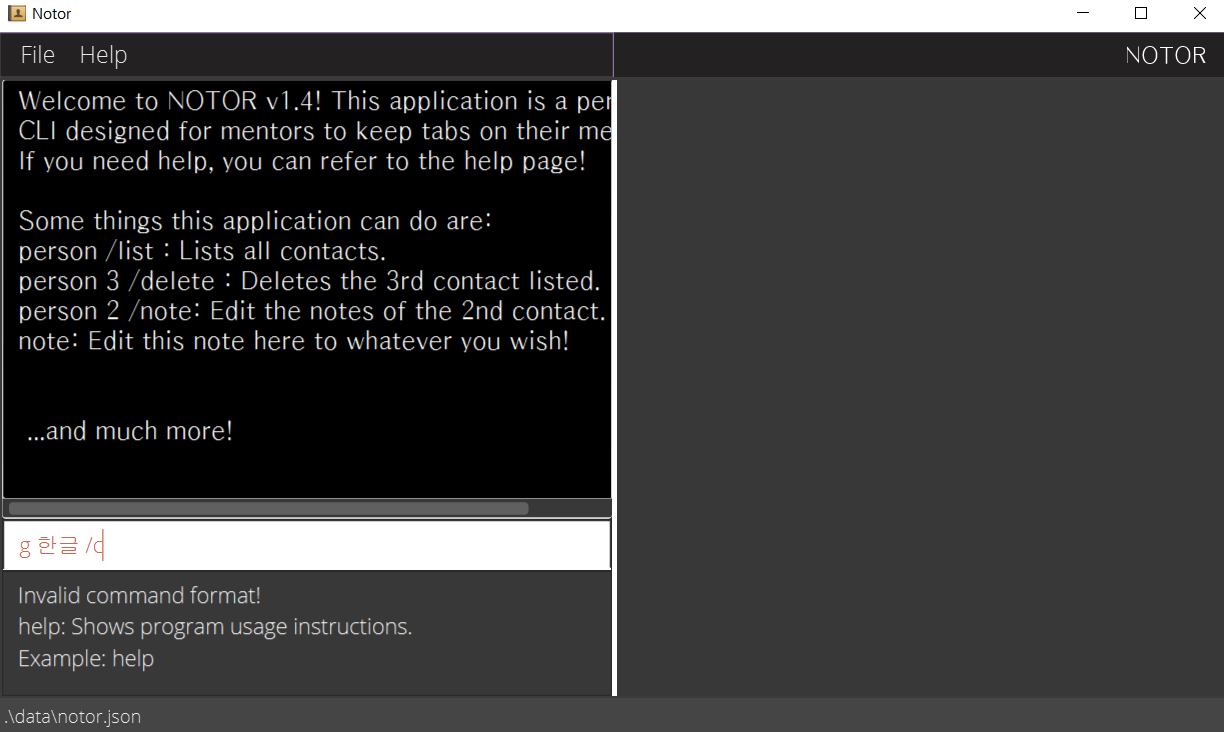 Notor
File Help
NOTOR
Welcome to NOTOR v1.4! This application is a per
CLI designed for mentors to keep tabs on their me
If you need help, you can refer to the help page!
Some things this application can do are:
person /list : Lists all contacts.
person 3 /delete : Deletes the 3rd contact listed.
person 2 /note: Edit the notes of the 2nd contact.
note: Edit this note here to whatever you wish!
...and much more!
g 한글 /c
Invalid command format!
help: Shows program usage instructions.
Example: help
.\data\notor.json